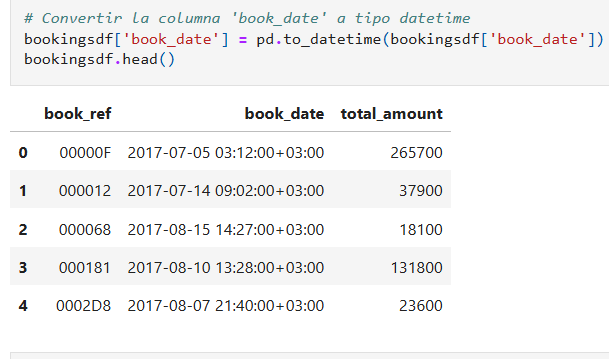 # Convertir la columna 'book_date' a tipo datetime
bookingsdf['book_date'] = pd.to_datetime(bookingsdf['book_date'])
bookingsdf.head()
book_ref book_date total_amount
0 00000F 2017-07-05 03:12:00+03:00 265700
1 000012 2017-07-14 09:02:00+03:00 37900
2 000068 2017-08-15 14:27:00+03:00 18100
3 000181 2017-08-10 13:28:00+03:00 131800
4 0002D8 2017-08-07 21:40:00+03:00 23600